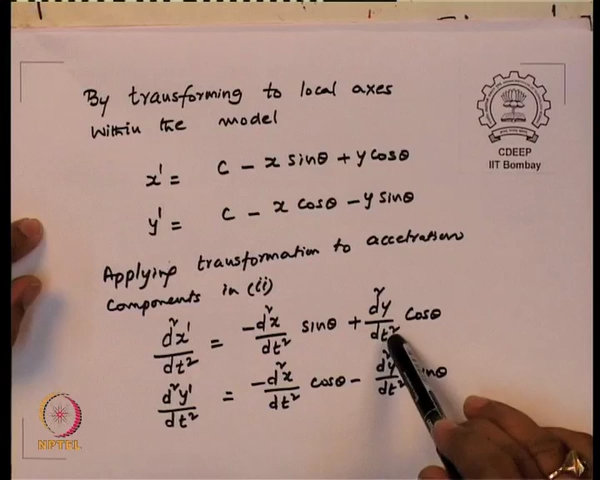 By transforming to local axes
Within the model
x' = C - x sinθ + y cosθ
y' = C - x cosθ - y sinθ
Applying transformation to accelration
components in (ii)
d²x'/dt² = -d²x/dt² sinθ + d²y/dt² cosθ
d²y'/dt² = -d²x/dt² cosθ - d²y/dt² sinθ
CDEEP
IIT Bombay
NPTEL